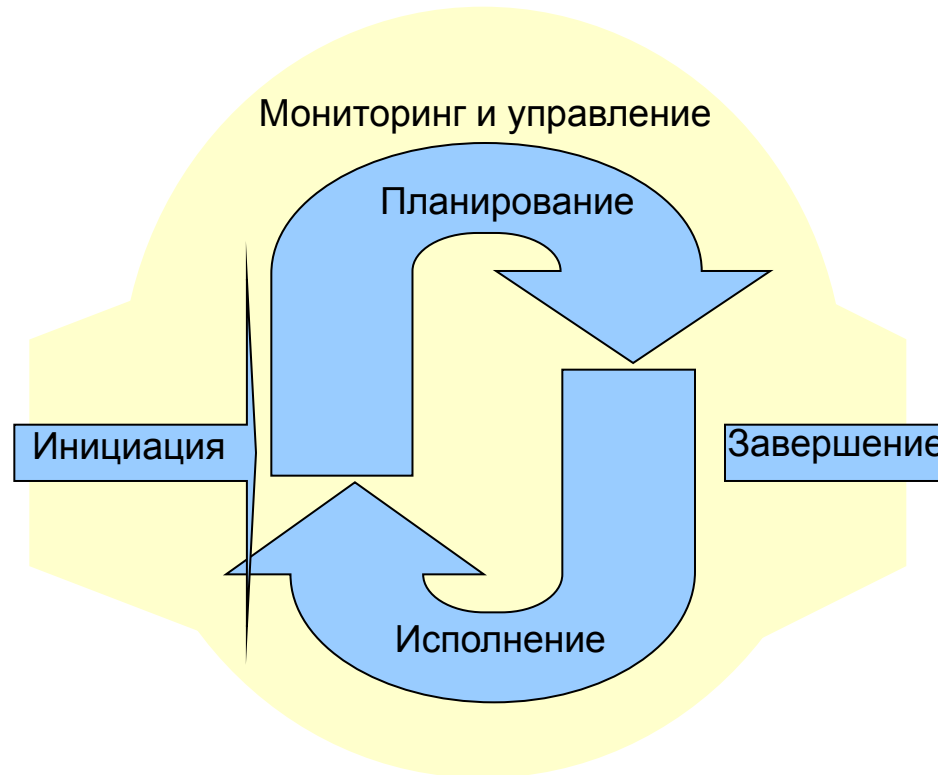 Мониторинг и управление
Планирование
Инициация
Завершение
Исполнение